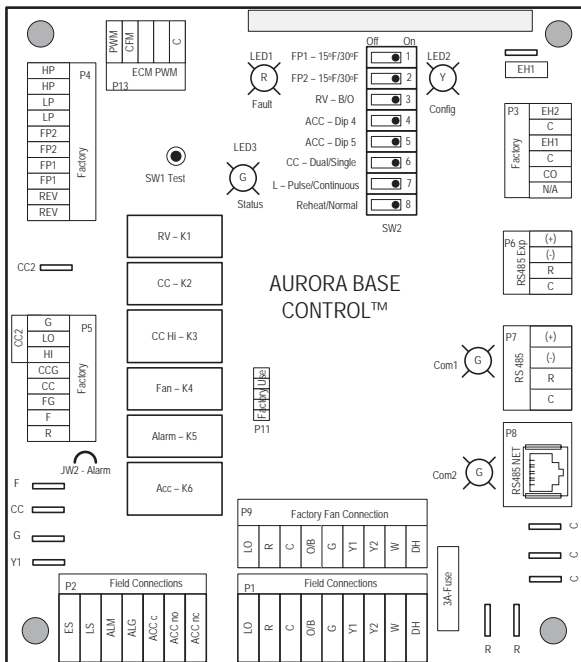 PWM
CFM
C
ECM PWM
P13
LED1
R
Fault
Off
On
FP1 – 15ºF/30ºF
1
FP2 – 15ºF/30ºF
2
RV – B/O
3
ACC – Dip 4
4
ACC – Dip 5
5
CC – Dual/Single
6
L – Pulse/Continuous
7
Reheat/Normal
8
SW2
LED2
Y
Config
EH1
P4
HP
HP
LP
LP
FP2
FP2
FP1
FP1
REV
REV
Factory
SW1 Test
LED3
G
Status
P3
Factory
EH2
C
EH1
C
CO
N/A
RV – K1
CC – K2
CC Hi – K3
Fan – K4
Alarm – K5
Acc – K6
AURORA BASE
CONTROL™
P6
RS485 Exp
(+)
(-)
R
C
CC2
CC2
P5
G
LO
HI
CCG
CC
FG
F
R
Factory
JW2 - Alarm
Factory Use
P11
Com1
G
P7
RS 485
(+)
(-)
R
C
Com2
G
P8
RS485 NET
F
CC
G
Y1
P9
Factory Fan Connection
LO
R
C
O/B
G
Y1
Y2
W
DH
P2
Field Connections
ES
LS
ALM
ALG
ACC c
ACC no
ACC nc
P1
Field Connections
LO
R
C
O/B
G
Y1
Y2
W
DH
3A-Fuse
C
C
C
R
R